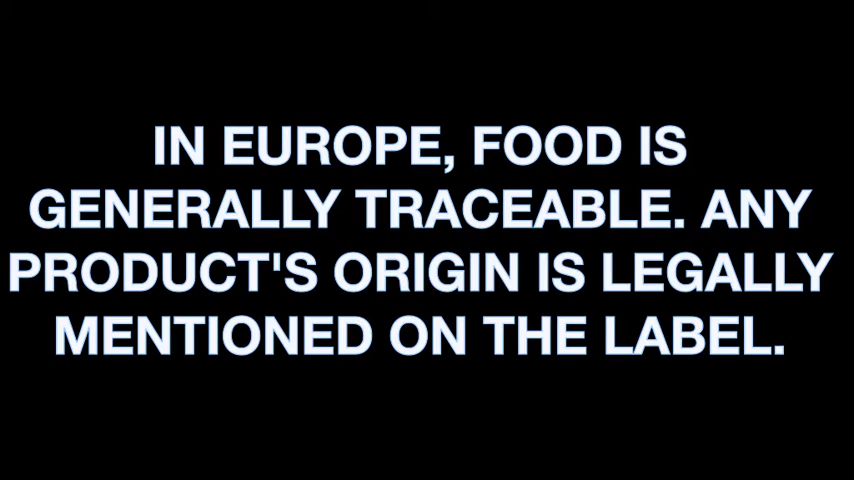 IN EUROPE, FOOD IS
GENERALLY TRACEABLE. ANY
PRODUCT'S ORIGIN IS LEGALLY
MENTIONED ON THE LABEL.